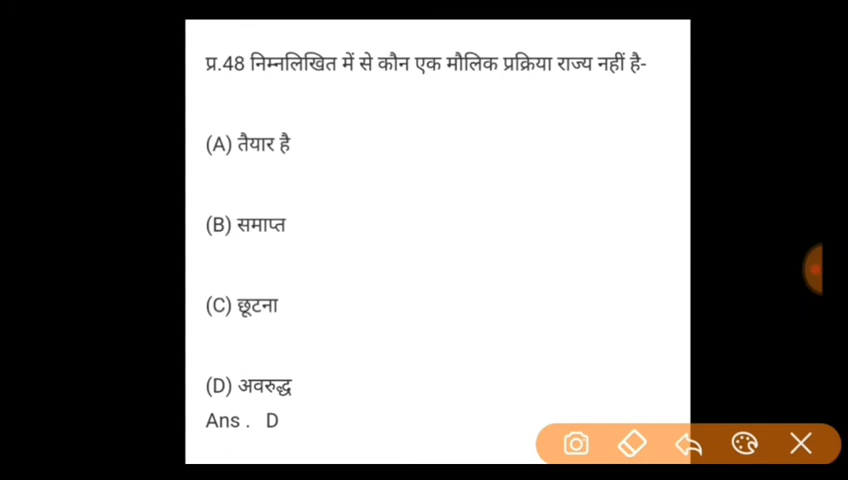 प्र.48 निम्नलिखित में से कौन एक मौलिक प्रक्रिया राज्य नहीं है-
(A) तैयार है
(B) समाप्त
(C) छूटना
(D) अवरुद्ध
Ans . D